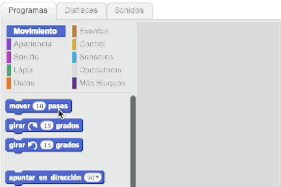 Programas Disfraces Sonidos
Movimiento Eventos
Apariencia Control
Sonido Sensores
Lápiz Operadores
Datos Más Bloques
mover 10 pasos
girar 15 grados
girar 15 grados
apuntar en dirección 90